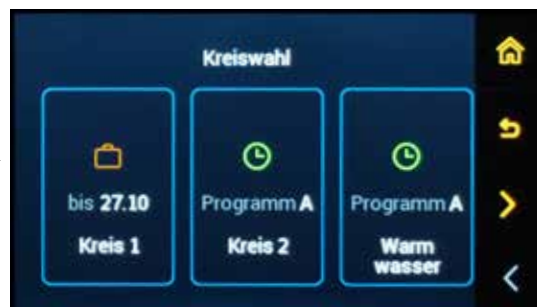 Kreiswahl
bis 27.10
Kreis 1
Programm A
Kreis 2
Programm A
Warm
wasser